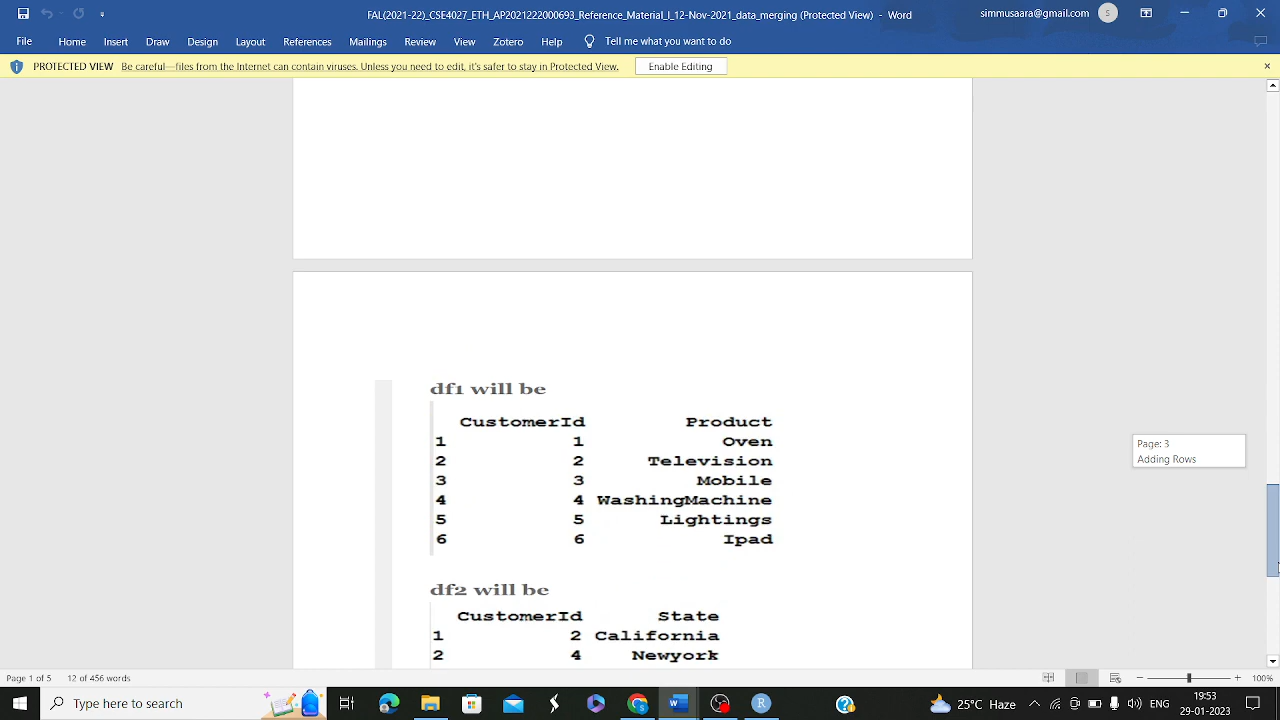 FAL(2021-22)_CSE4027_ETH_AP2021222000693_Reference_Material_I_12-Nov-2021_data_merging (Protected View) - Word
simmusaara@gmail.com S
File Home Insert Draw Design Layout References Mailings Review View Zotero Help Tell me what you want to do
PROTECTED VIEW Be careful—files from the Internet can contain viruses. Unless you need to edit, it's safer to stay in Protected View. Enable Editing
df1 will be
CustomerId Product
1 1 Oven
2 2 Television
3 3 Mobile
4 4 WashingMachine
5 5 Lightings
6 6 Ipad
Page: 3
Adding Rows
df2 will be
CustomerId State
1 2 California
2 4 Newyork
Page 1 of 5 12 of 456 words 100%
Type here to search
25°C
ENG
19:53
29-01-2023